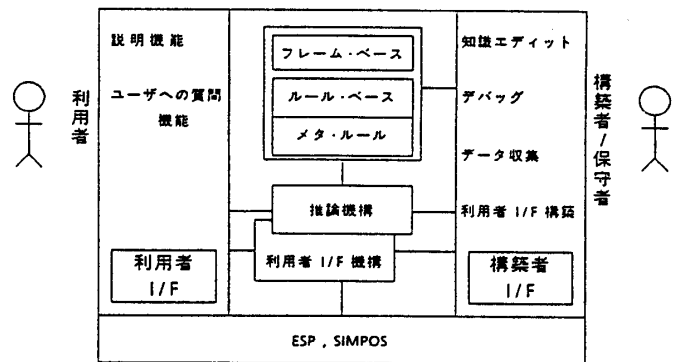 利用者
説明機能
ユーザへの質問
機能
利用者
I/F
フレーム・ベース
ルール・ベース
メタ・ルール
推論機構
利用者 I/F 機構
知識エディット
デバッグ
データ収集
利用者 I/F 構築
構築者
I/F
構築者/保守者
ESP , SIMPOS